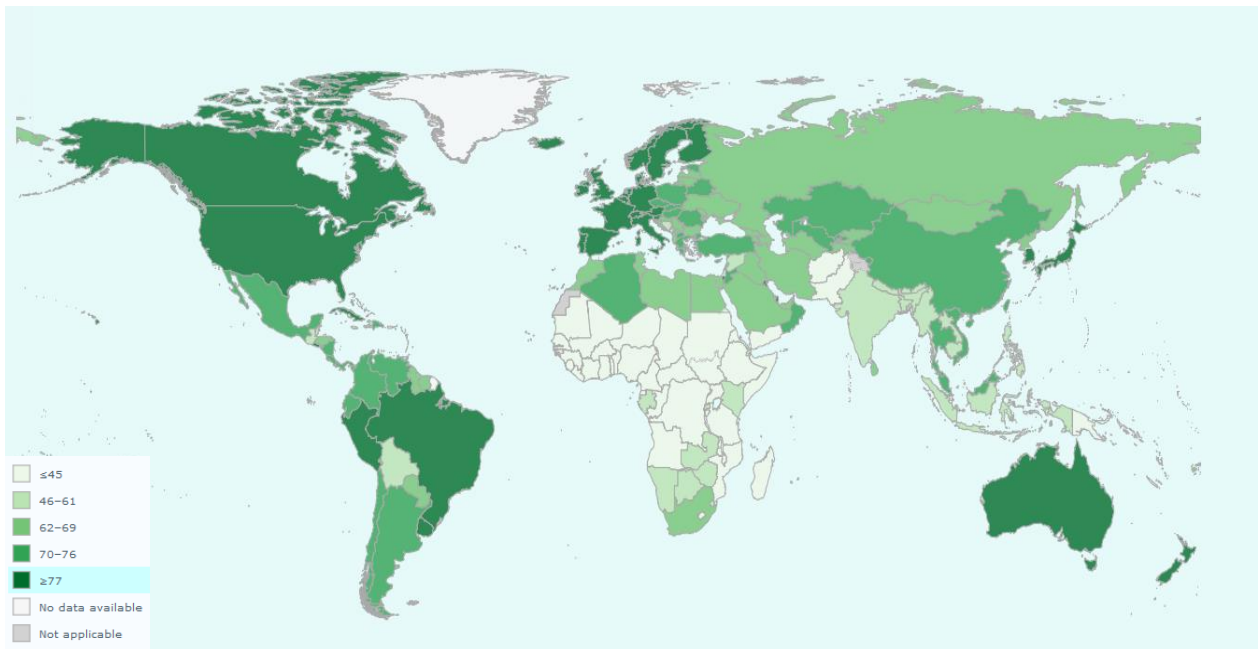 ≤45
46–61
62–69
70–76
≥77
No data available
Not applicable